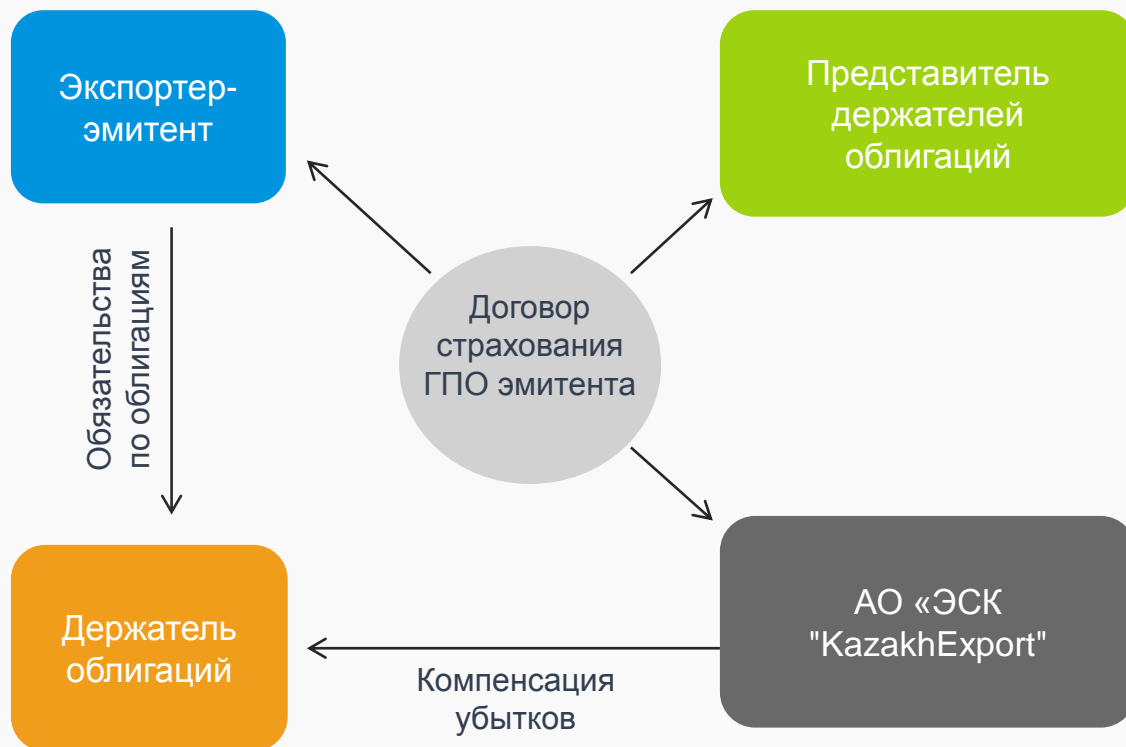 Экспортер-
эмитент
Представитель
держателей
облигаций
Обязательства
по облигациям
Договор
страхования
ГПО эмитента
Держатель
облигаций
АО «ЭСК
"KazakhExport"
Компенсация
убытков